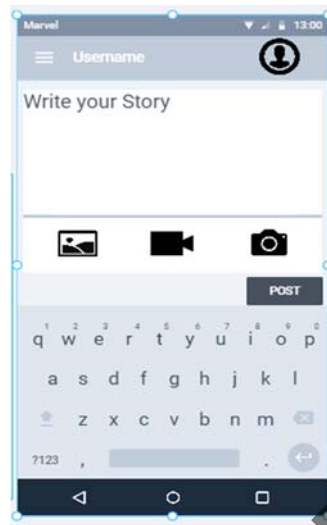 Marvel 13:00
Username
Write your Story
POST
1 2 3 4 5 6 7 8 9 0
q w e r t y u i o p
a s d f g h j k l
z x c v b n m
?123 , .